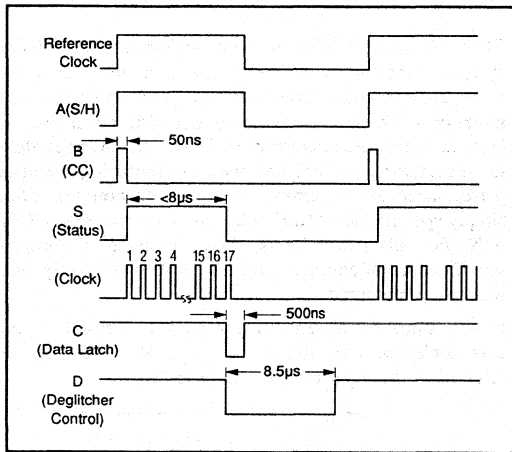 Reference
Clock
A(S/H)
B
(CC)
50ns
S
(Status)
<8µs
(Clock)
1 2 3 4 15 16 17
C
(Data Latch)
500ns
D
(Deglitcher
Control)
8.5µs